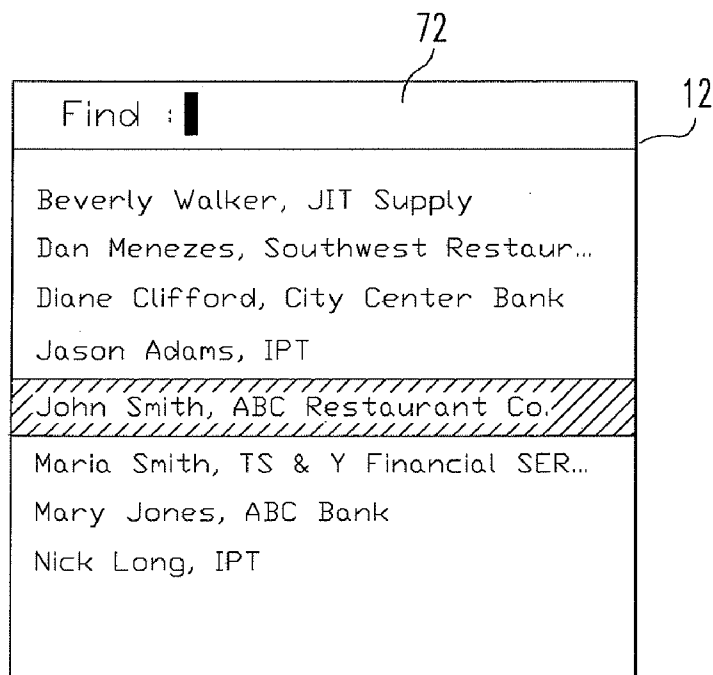 72
12
Find :
Beverly Walker, JIT Supply
Dan Menezes, Southwest Restaur...
Diane Clifford, City Center Bank
Jason Adams, IPT
John Smith, ABC Restaurant Co.
Maria Smith, TS & Y Financial SER...
Mary Jones, ABC Bank
Nick Long, IPT